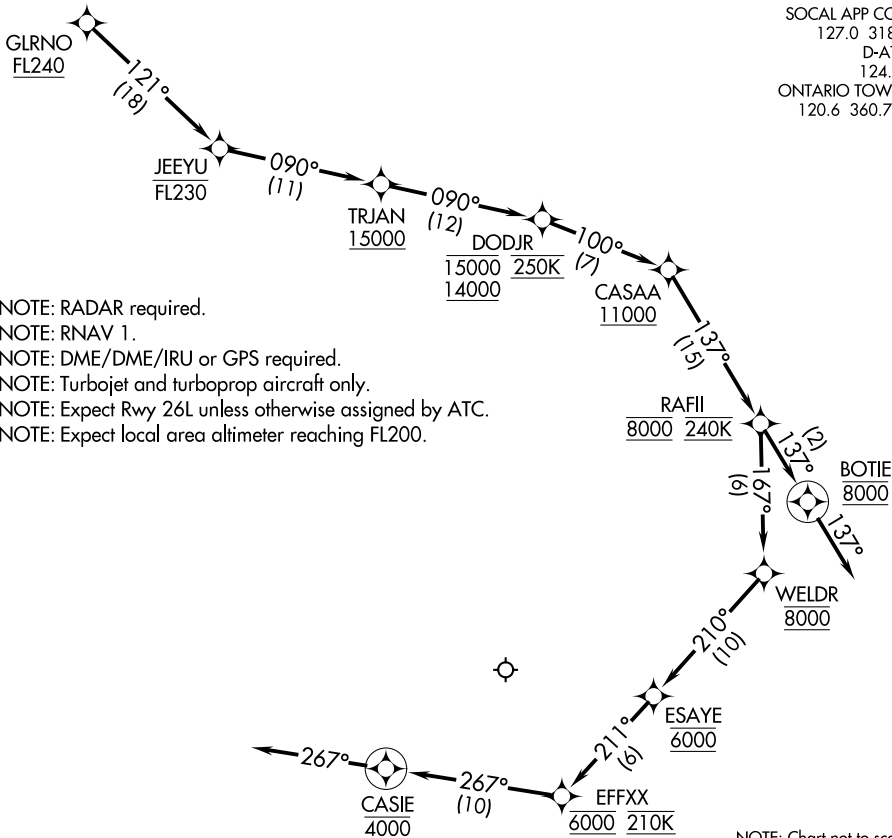 SOCAL APP CO
127.0 318
D-AT
124.
ONTARIO TOW
120.6 360.7
GLRNO
FL240
121°
(18)
JEEYU
FL230
090°
(11)
TRJAN
15000
090°
(12)
DODJR
15000 250K
14000
100°
(7)
CASAA
11000
137°
(15)
NOTE: RADAR required.
NOTE: RNAV 1.
NOTE: DME/DME/IRU or GPS required.
NOTE: Turbojet and turboprop aircraft only.
NOTE: Expect Rwy 26L unless otherwise assigned by ATC.
NOTE: Expect local area altimeter reaching FL200.
RAFII
8000 240K
137°
(2)
BOTIE
8000
137°
167°
(6)
WELDR
8000
210°
(10)
ESAYE
6000
211°
(6)
EFFXX
6000 210K
267°
(10)
CASIE
4000
267°
NOTE: Chart not to sc